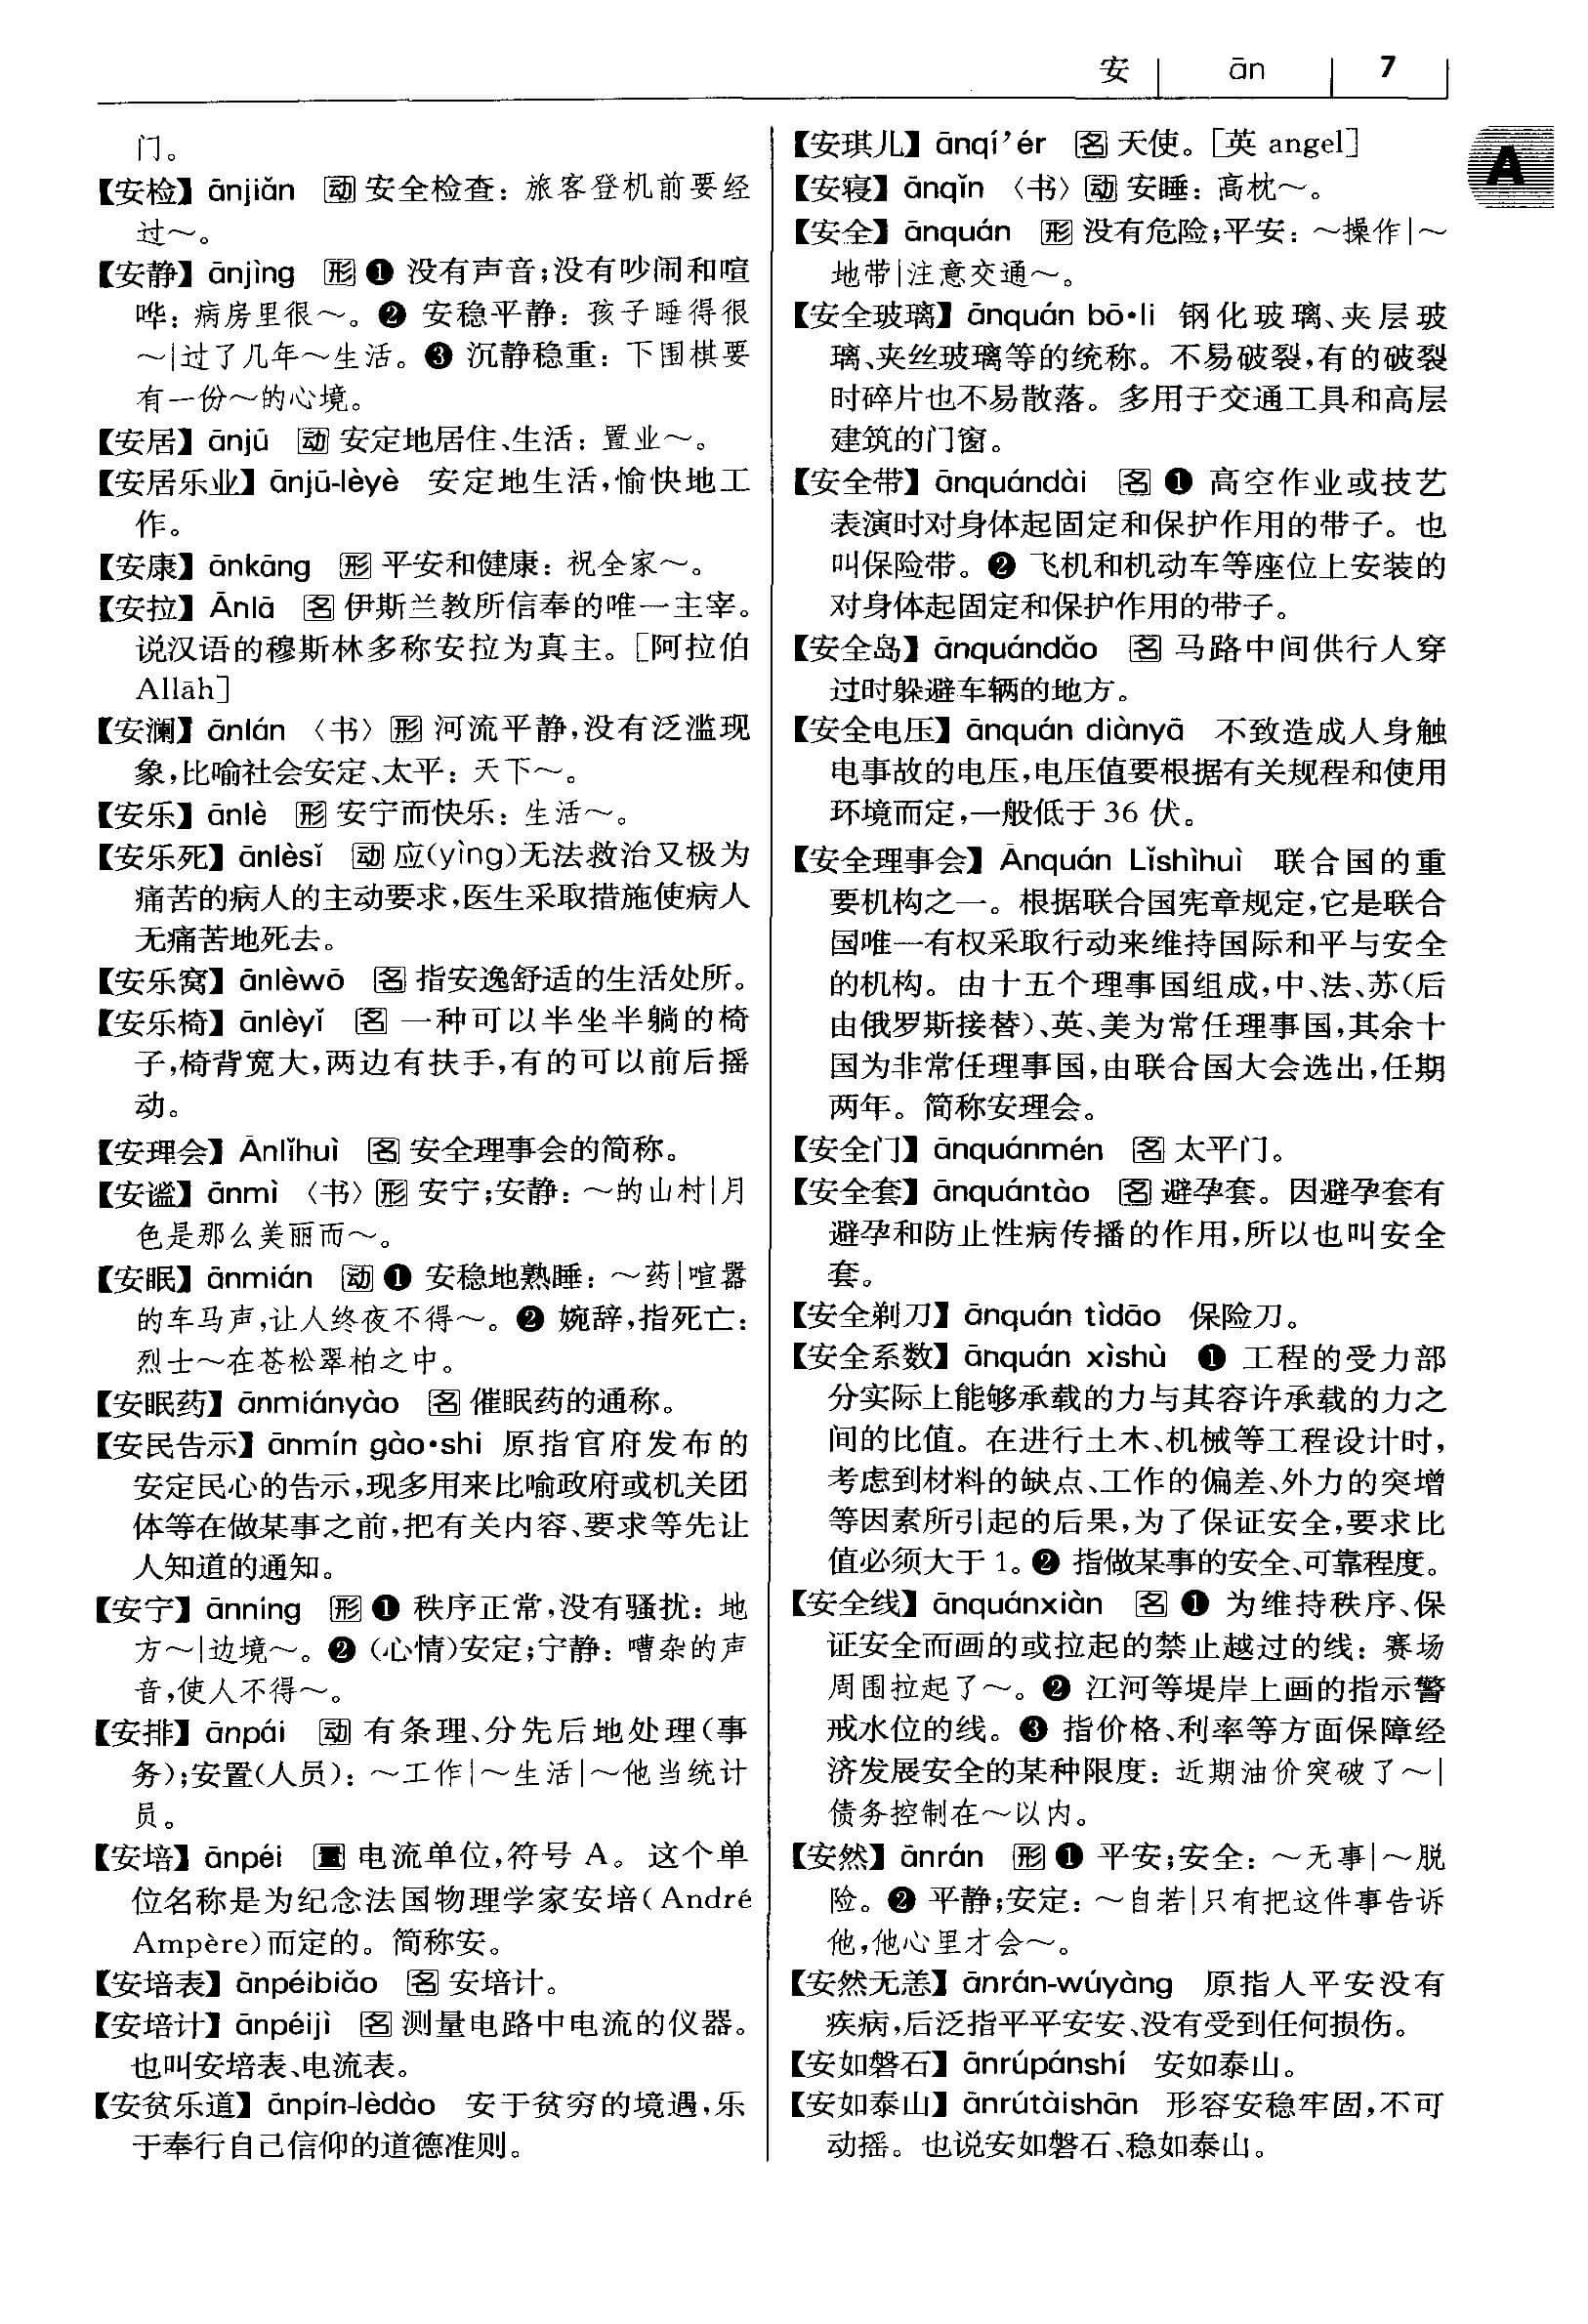 安 ān 7
A
门。
【安检】ānjiǎn 动 安全检查：旅客登机前要经
过～。
【安静】ānjìng 形 ❶ 没有声音；没有吵闹和喧
哗：病房里很～。❷ 安稳平静：孩子睡得很
～|过了几年～生活。❸ 沉静稳重：下围棋要
有一份～的心境。
【安居】ānjū 动 安定地居住、生活：置业～。
【安居乐业】ānjū-lèyè 安定地生活，愉快地工
作。
【安康】ānkāng 形 平安和健康：祝全家～。
【安拉】Ānlā 名 伊斯兰教所信奉的唯一主宰。
说汉语的穆斯林多称安拉为真主。[阿拉伯
Allāh]
【安澜】ānlán 〈书〉形 河流平静，没有泛滥现
象，比喻社会安定、太平：天下～。
【安乐】ānlè 形 安宁而快乐：生活～。
【安乐死】ānlèsǐ 动 应(yìng)无法救治又极为
痛苦的病人的主动要求，医生采取措施使病人
无痛苦地死去。
【安乐窝】ānlèwō 名 指安逸舒适的生活处所。
【安乐椅】ānlèyǐ 名 一种可以半坐半躺的椅
子，椅背宽大，两边有扶手，有的可以前后摇
动。
【安理会】Ānlǐhuì 名 安全理事会的简称。
【安谧】ānmì 〈书〉形 安宁；安静：～的山村|月
色是那么美丽而～。
【安眠】ānmián 动 ❶ 安稳地熟睡：～药|喧嚣
的车马声，让人终夜不得～。❷ 婉辞，指死亡：
烈士～在苍松翠柏之中。
【安眠药】ānmiányào 名 催眠药的通称。
【安民告示】ānmín gào•shi 原指官府发布的
安定民心的告示，现多用来比喻政府或机关团
体等在做某事之前，把有关内容、要求等先让
人知道的通知。
【安宁】ānníng 形 ❶ 秩序正常，没有骚扰：地
方～|边境～。❷ (心情)安定；宁静：嘈杂的声
音，使人不得～。
【安排】ānpái 动 有条理、分先后地处理(事
务)；安置(人员)：～工作|～生活|～他当统计
员。
【安培】ānpéi 量 电流单位，符号 A。这个单
位名称是为纪念法国物理学家安培(André
Ampère)而定的。简称安。
【安培表】ānpéibiǎo 名 安培计。
【安培计】ānpéijì 名 测量电路中电流的仪器。
也叫安培表、电流表。
【安贫乐道】ānpín-lèdào 安于贫穷的境遇，乐
于奉行自己信仰的道德准则。
【安琪儿】ānqí’ér 名 天使。[英 angel]
【安寝】ānqǐn 〈书〉动 安睡：高枕～。
【安全】ānquán 形 没有危险；平安：～操作|～
地带|注意交通～。
【安全玻璃】ānquán bō•li 钢化玻璃、夹层玻
璃、夹丝玻璃等的统称。不易破裂，有的破裂
时碎片也不易散落。多用于交通工具和高层
建筑的门窗。
【安全带】ānquándài 名 ❶ 高空作业或技艺
表演时对身体起固定和保护作用的带子。也
叫保险带。❷ 飞机和机动车等座位上安装的
对身体起固定和保护作用的带子。
【安全岛】ānquándǎo 名 马路中间供行人穿
过时躲避车辆的地方。
【安全电压】ānquán diànyā 不致造成人身触
电事故的电压，电压值要根据有关规程和使用
环境而定，一般低于 36 伏。
【安全理事会】Ānquán Lǐshìhuì 联合国的重
要机构之一。根据联合国宪章规定，它是联合
国唯一有权采取行动来维持国际和平与安全
的机构。由十五个理事国组成，中、法、苏(后
由俄罗斯接替)、英、美为常任理事国，其余十
国为非常任理事国，由联合国大会选出，任期
两年。简称安理会。
【安全门】ānquánmén 名 太平门。
【安全套】ānquántào 名 避孕套。因避孕套有
避孕和防止性病传播的作用，所以也叫安全
套。
【安全剃刀】ānquán tìdāo 保险刀。
【安全系数】ānquán xìshù ❶ 工程的受力部
分实际上能够承载的力与其容许承载的力之
间的比值。在进行土木、机械等工程设计时，
考虑到材料的缺点、工作的偏差、外力的突增
等因素所引起的后果，为了保证安全，要求比
值必须大于 1。❷ 指做某事的安全、可靠程度。
【安全线】ānquánxiàn 名 ❶ 为维持秩序、保
证安全而画的或拉起的禁止越过的线：赛场
周围拉起了～。❷ 江河等堤岸上画的指示警
戒水位的线。❸ 指价格、利率等方面保障经
济发展安全的某种限度：近期油价突破了～|
债务控制在～以内。
【安然】ānrán 形 ❶ 平安；安全：～无事|～脱
险。❷ 平静；安定：～自若|只有把这件事告诉
他，他心里才会～。
【安然无恙】ānrán-wúyàng 原指人平安没有
疾病，后泛指平平安安、没有受到任何损伤。
【安如磐石】ānrúpánshí 安如泰山。
【安如泰山】ānrútàishān 形容安稳牢固，不可
动摇。也说安如磐石、稳如泰山。